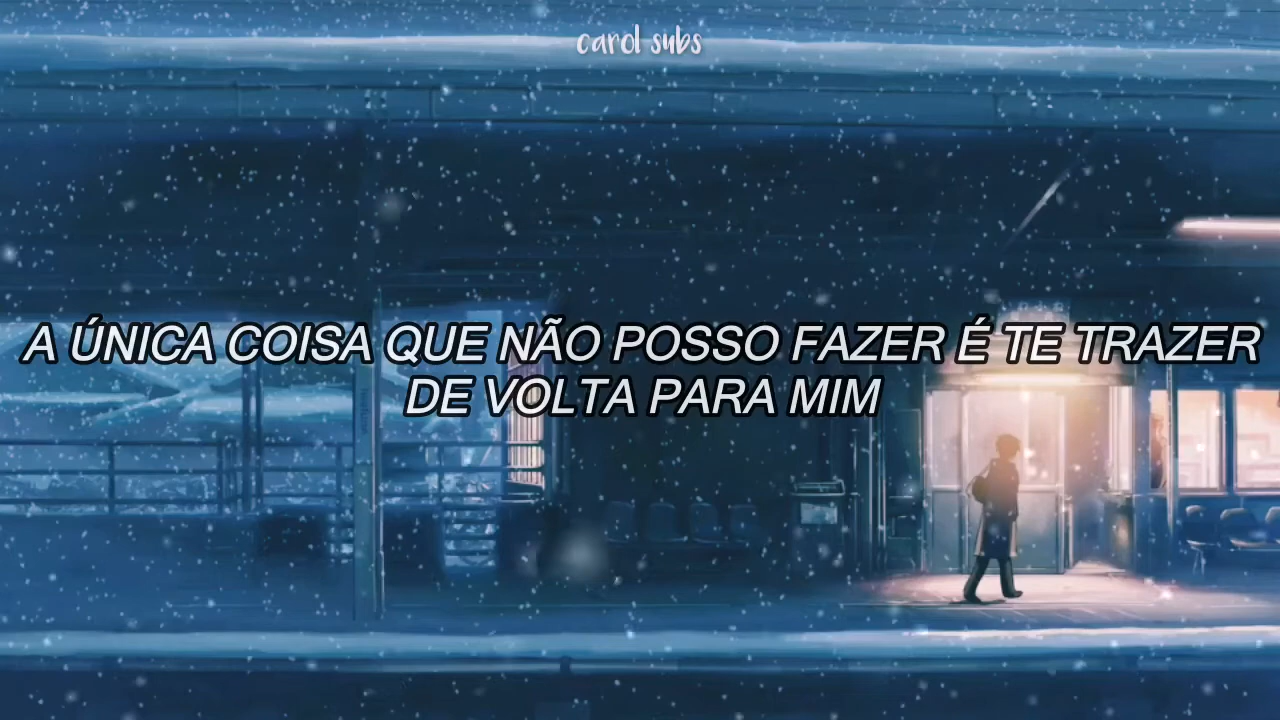 carol subs
A ÚNICA COISA QUE NÃO POSSO FAZER É TE TRAZER
DE VOLTA PARA MIM